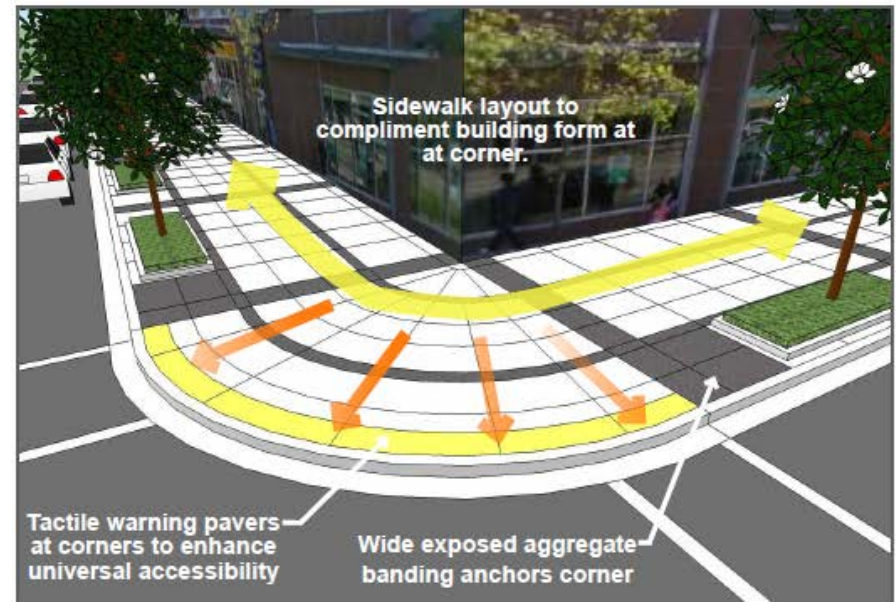 Sidewalk layout to
compliment building form at
at corner.
Tactile warning pavers
at corners to enhance
universal accessibility
Wide exposed aggregate
banding anchors corner